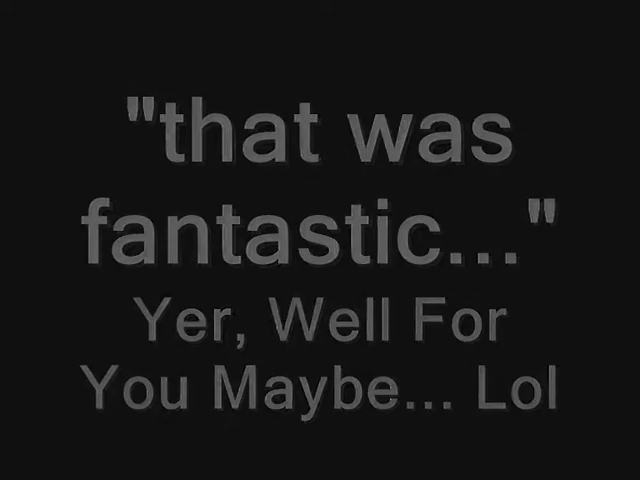 "that was
fantastic..."
Yer, Well For
You Maybe... Lol